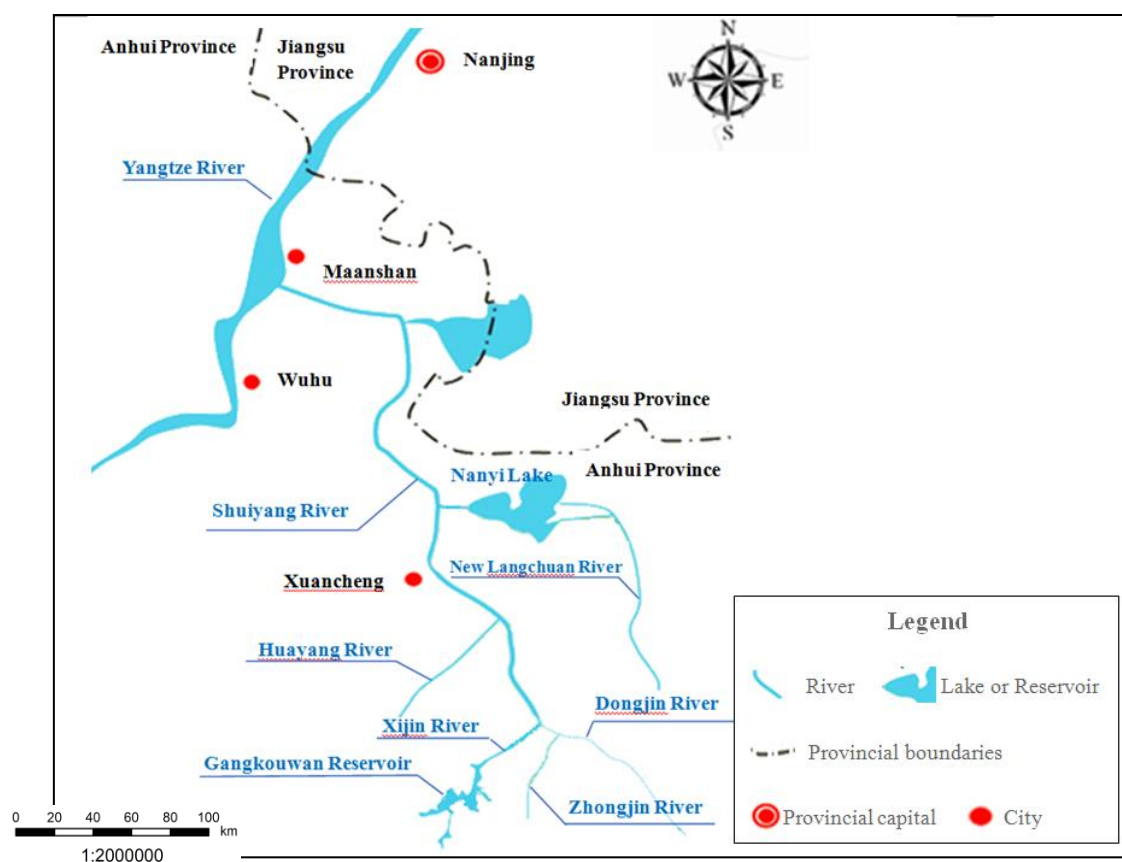 N
Anhui Province
Jiangsu
Province
Nanjing
W
E
S
Yangtze River
Maanshan
Wuhu
Jiangsu Province
Anhui Province
Nanyi Lake
Shuiyang River
New Langchuan River
Xuancheng
Legend
Huayang River
River
Lake or Reservoir
Dongjin River
Xijin River
Provincial boundaries
Gangkouwan Reservoir
Zhongjin River
Provincial capital
City
0 20 40 60 80 100
km
1:2000000